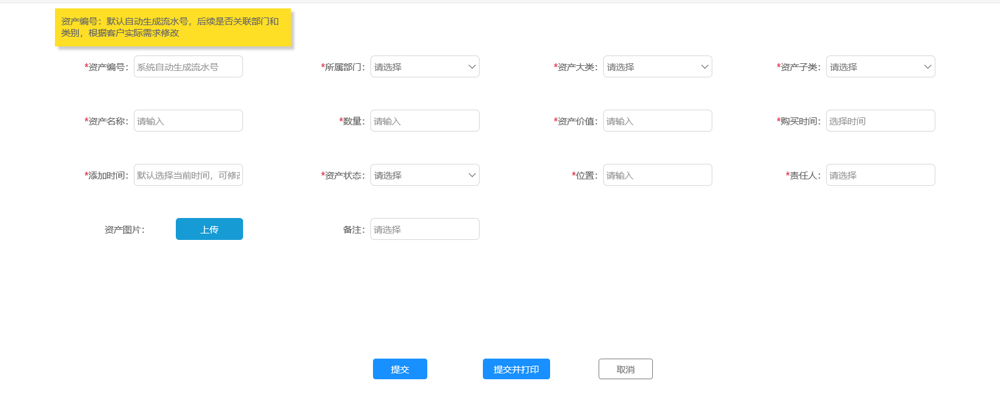 资产编号：默认自动生成流水号，后续是否关联部门和
类别，根据客户实际需求修改
*资产编号： 系统自动生成流水号 *所属部门： 请选择 *资产大类： 请选择 *资产子类： 请选择
*资产名称： 请输入 *数量： 请输入 *资产价值： 请输入 *购买时间： 选择时间
*添加时间： 默认选择当前时间，可修 *资产状态： 请选择 *位置： 请输入 *责任人： 请选择
资产图片： 上传 备注： 请选择
提交 提交并打印 取消